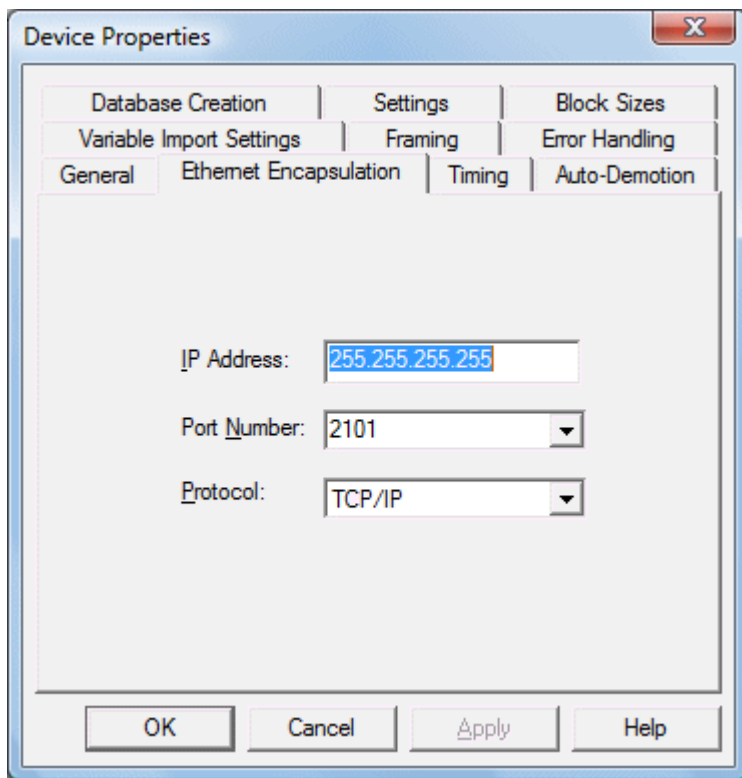 Device Properties
Database Creation Settings Block Sizes
Variable Import Settings Framing Error Handling
General Ethernet Encapsulation Timing Auto-Demotion
IP Address: 255.255.255.255
Port Number: 2101
Protocol: TCP/IP
OK Cancel Apply Help